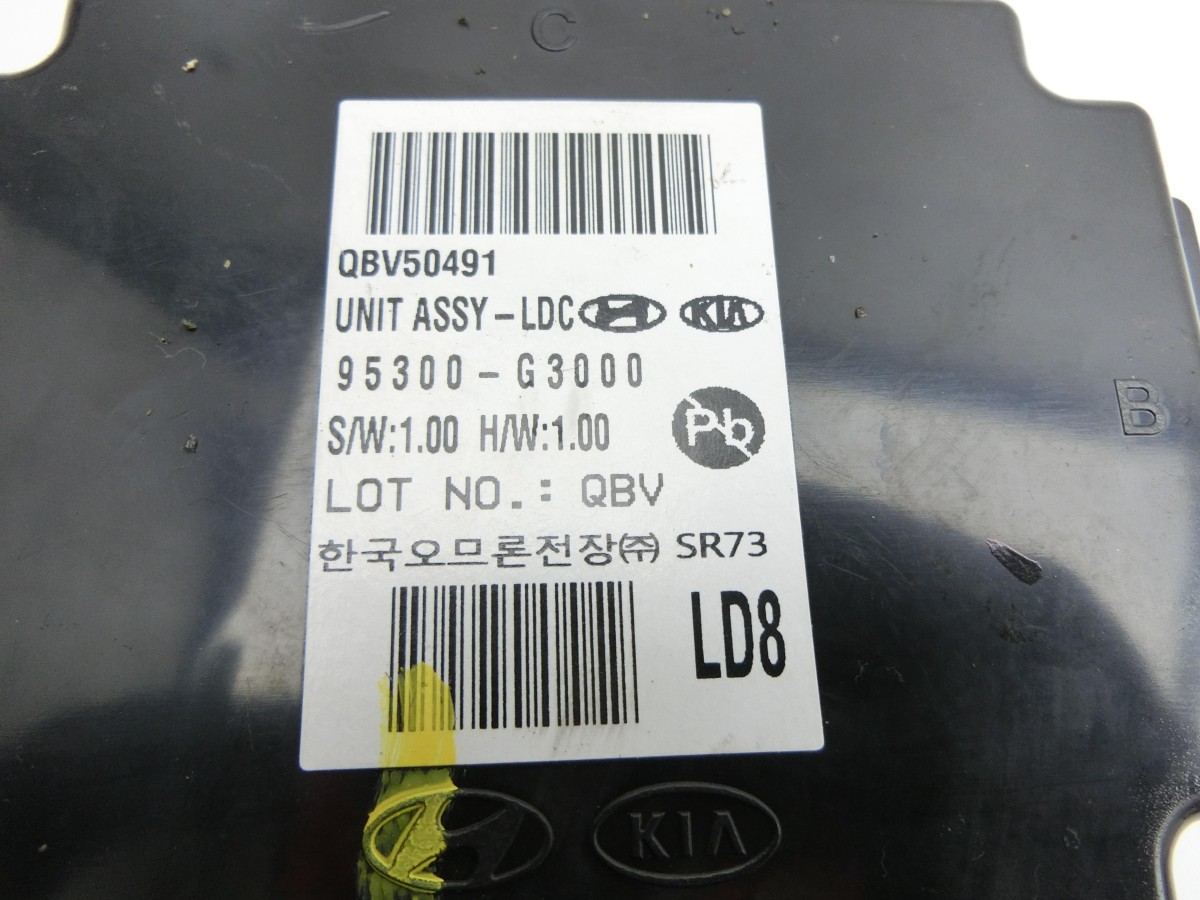 C
QBV50491
UNIT ASSY-LDC KIA
95300-G3000
S/W:1.00 H/W:1.00 Pb
LOT NO.: QBV
한국오므론전장㈜ SR73
LD8
B
KIA